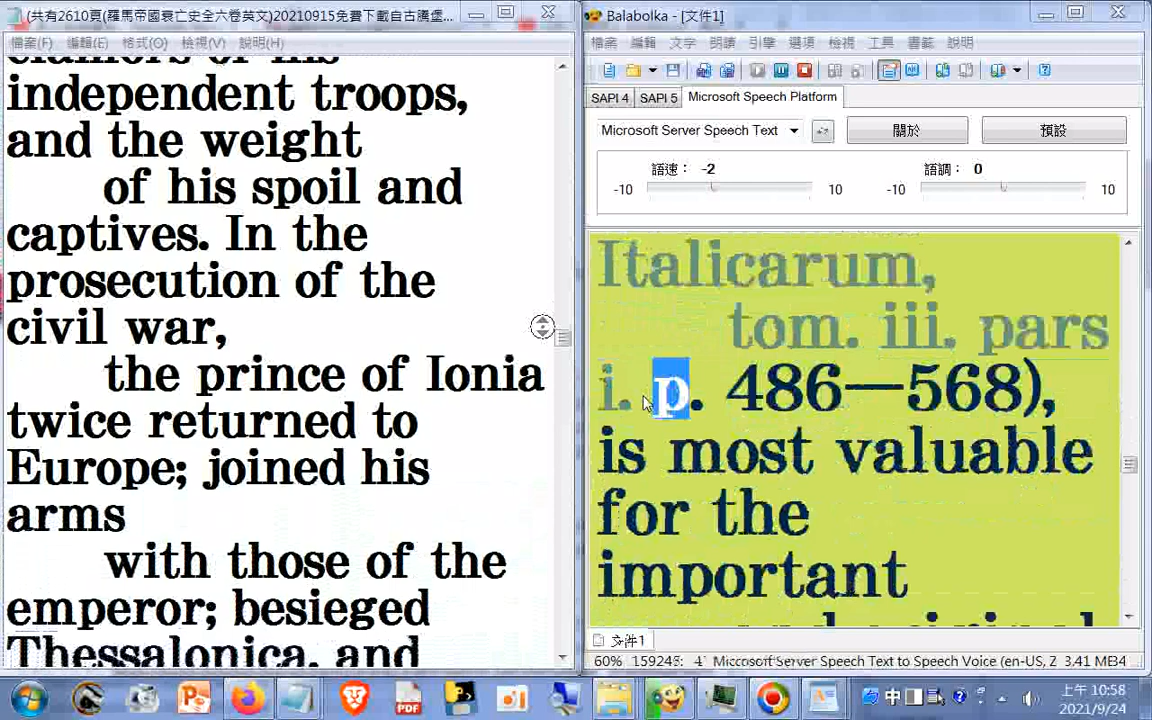 (共有2610頁(羅馬帝國衰亡史全六卷英文)20210915免費下載自古騰堡...
檔案(F) 編輯(E) 格式(O) 檢視(V) 說明(H)
independent troops,
and the weight
of his spoil and
captives. In the
prosecution of the
civil war,
the prince of Ionia
twice returned to
Europe; joined his
arms
with those of the
emperor; besieged
Thessalonica, and
Balabolka - [文件1]
檔案 編輯 文字 朗讀 引擎 選項 檢視 工具 書籤 說明
SAPI 4 SAPI 5 Microsoft Speech Platform
Microsoft Server Speech Text 關於 預設
語速: -2 語調: 0
-10 10 -10 10
Italicarum,
tom. iii. pars
i. p. 486—568),
is most valuable
for the
important
文件1
60% Microsoft Server Speech Text to Speech Voice (en-US, Z 3.41 MB
PDF
中
上午 10:58
2021/9/24